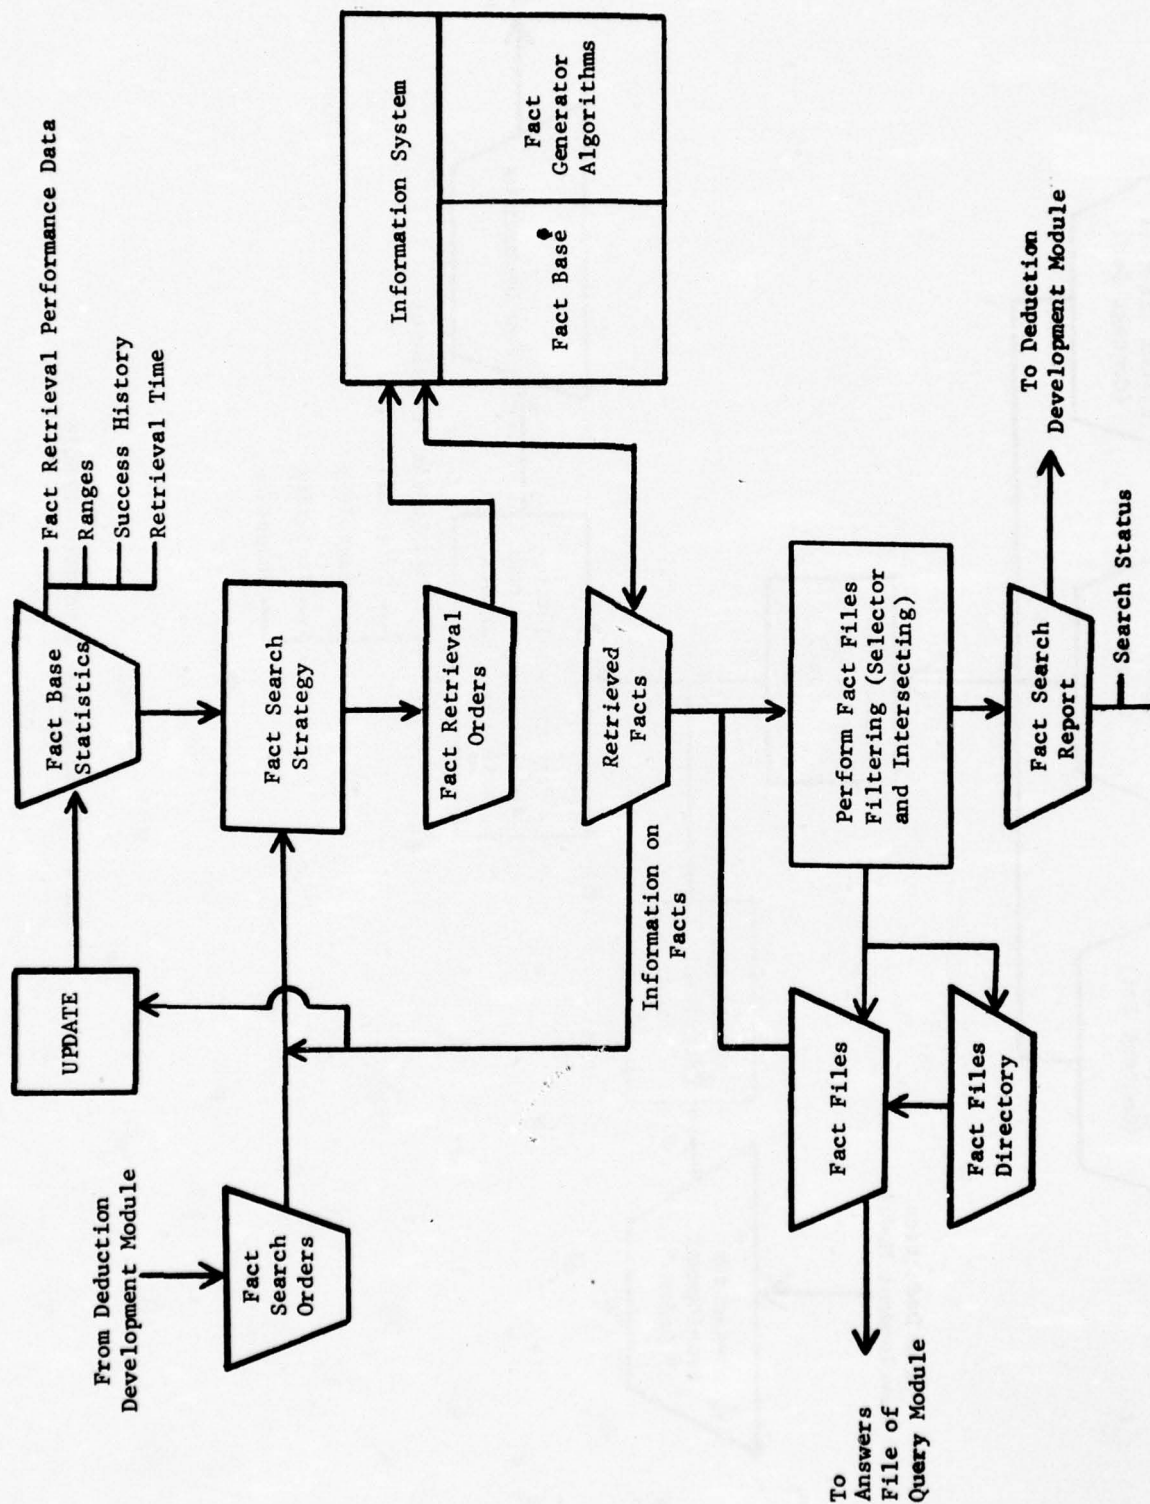 Fact Retrieval Performance Data
Ranges
Success History
Retrieval Time
Fact Base
Statistics
UPDATE
From Deduction
Development Module
Fact
Search
Orders
Fact Search
Strategy
Fact Retrieval
Orders
Information System
Fact Base
Fact
Generator
Algorithms
Retrieved
Facts
Information on
Facts
Perform Fact Files
Filtering (Selector
and Intersecting)
Fact Files
Fact Files
Directory
To
Answers
File of
Query Module
Fact Search
Report
To Deduction
Development Module
Search Status